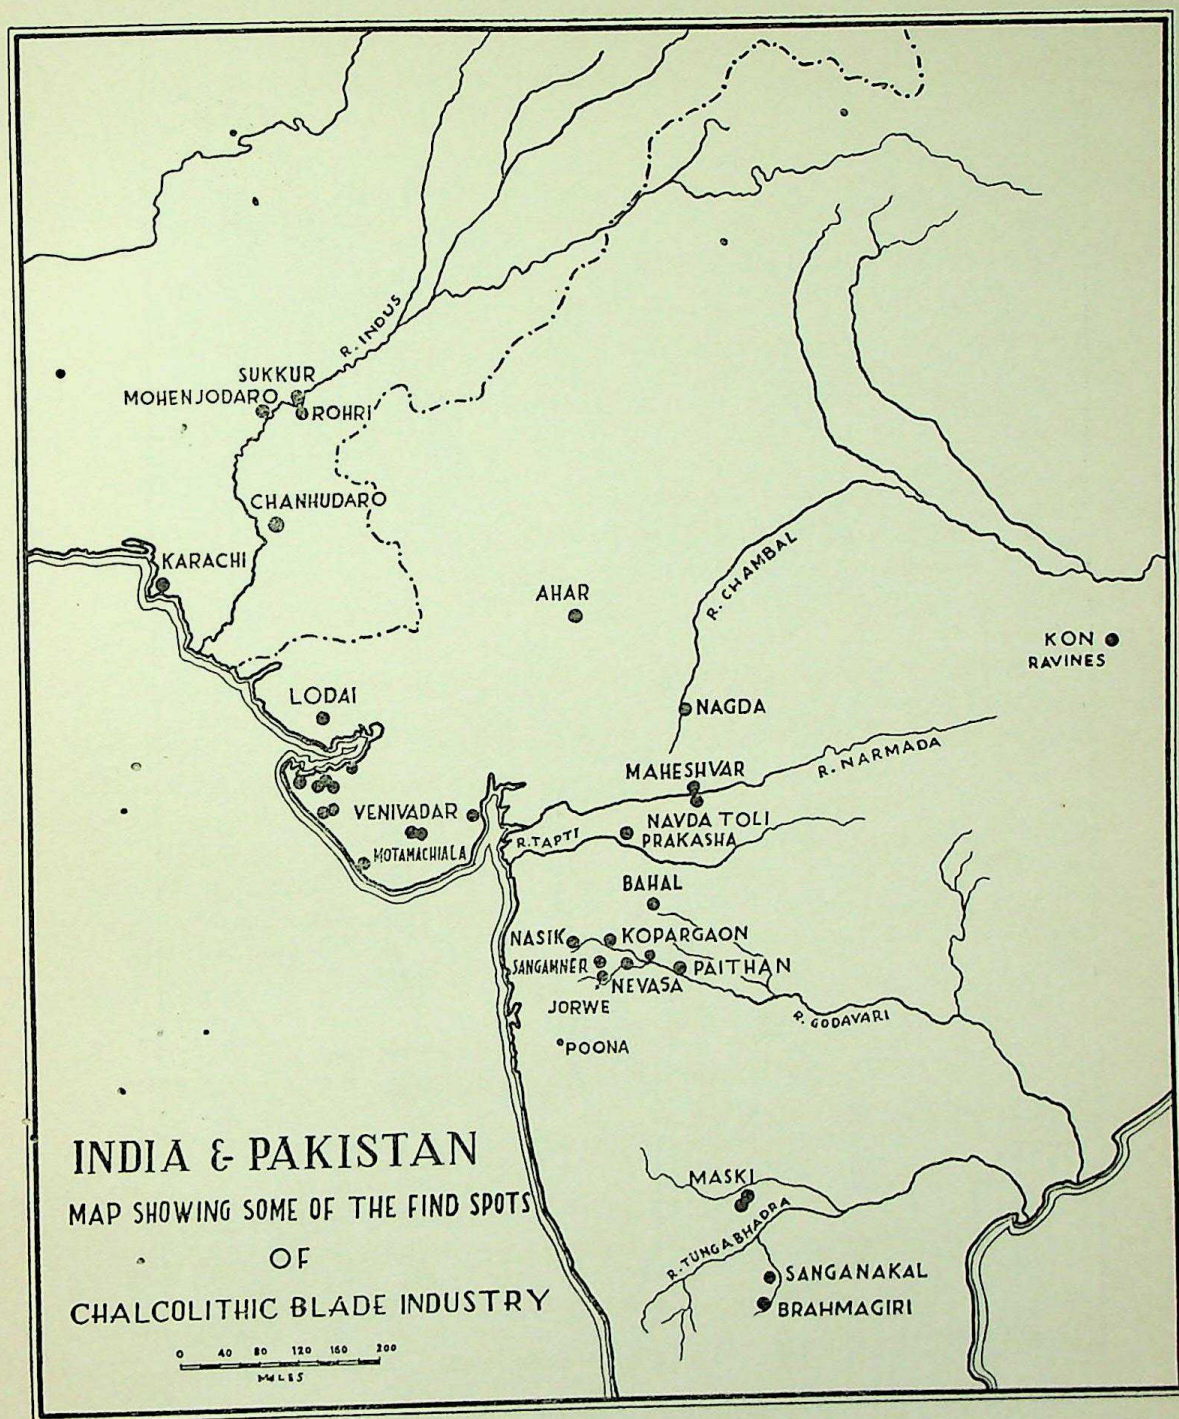 R. INDUS
SUKKUR
MOHENJODARO
ROHRI
CHANHUDARO
KARACHI
AHAR
R. CHAMBAL
KON
RAVINES
LODAI
NAGDA
MAHESHVAR
R. NARMADA
VENIVADAR
NAVDA TOLI
R. TAPTI
PRAKASHA
MOTAMACHIALA
BAHAL
NASIK
KOPARGAON
SANGAMNER
PAITHAN
NEVASA
JORWE
R. GODAVARI
POONA
INDIA & PAKISTAN
MAP SHOWING SOME OF THE FIND SPOTS
OF
CHALCOLITHIC BLADE INDUSTRY
0 40 80 120 160 200
MILES
MASKI
R. TUNGABHADRA
SANGANAKAL
BRAHMAGIRI